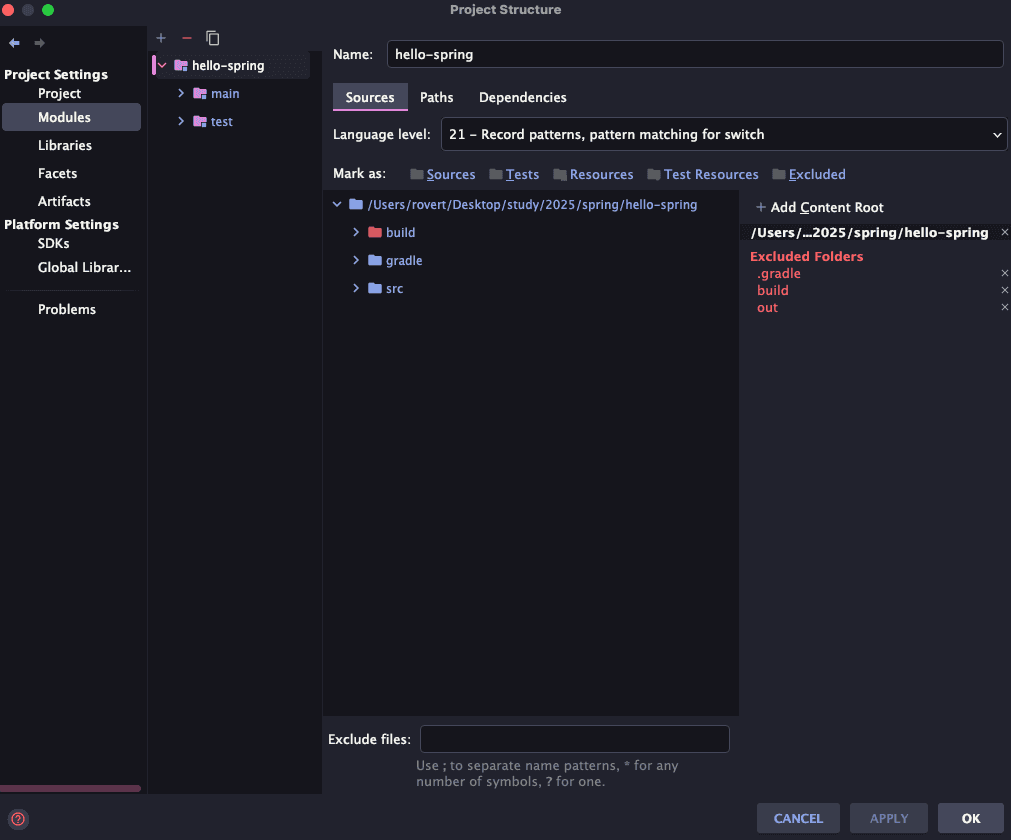 Project Structure
Project Settings
Project
Modules
Libraries
Facets
Artifacts
Platform Settings
SDKs
Global Librar...
Problems
hello-spring
main
test
Name: hello-spring
Sources Paths Dependencies
Language level: 21 – Record patterns, pattern matching for switch
Mark as: Sources Tests Resources Test Resources Excluded
/Users/rovert/Desktop/study/2025/spring/hello-spring
build
gradle
src
+ Add Content Root
/Users/...2025/spring/hello-spring
Excluded Folders
.gradle
build
out
Exclude files:
Use ; to separate name patterns, * for any
number of symbols, ? for one.
CANCEL APPLY OK